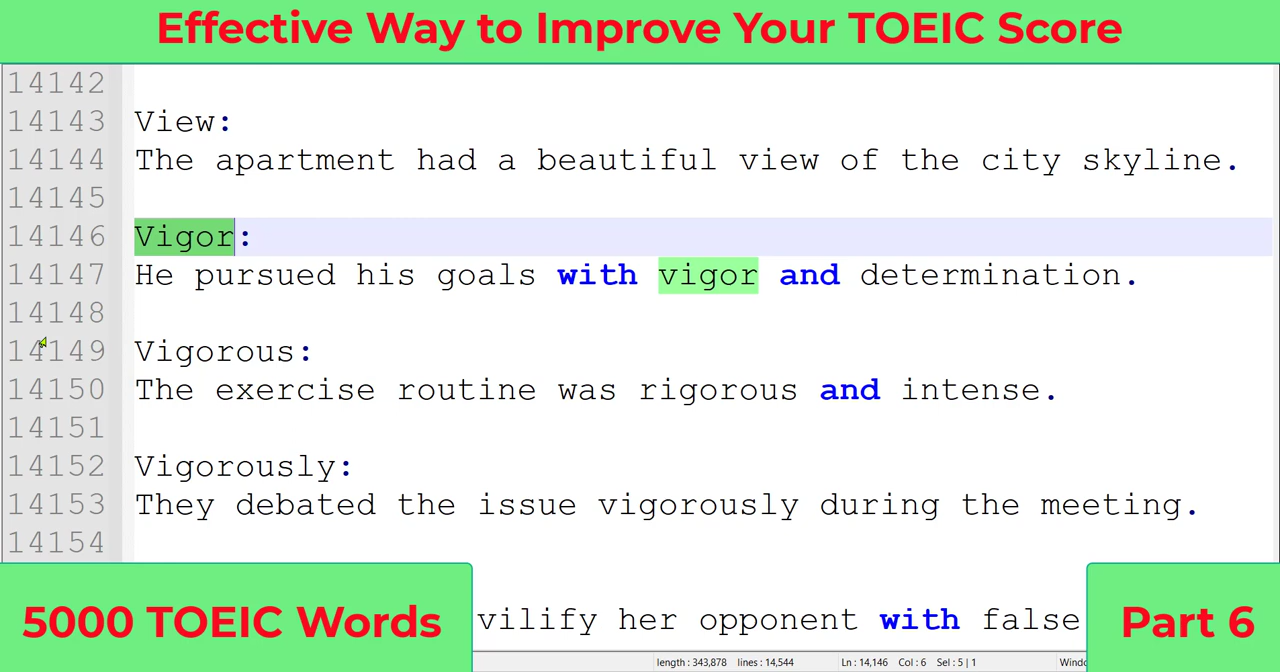 Effective Way to Improve Your TOEIC Score
14142
14143 View:
14144 The apartment had a beautiful view of the city skyline.
14145
14146 Vigor:
14147 He pursued his goals with vigor and determination.
14148
14149 Vigorous:
14150 The exercise routine was rigorous and intense.
14151
14152 Vigorously:
14153 They debated the issue vigorously during the meeting.
14154
vilify her opponent with false
5000 TOEIC Words
Part 6
length : 343,878 lines : 14,544 Ln : 14,146 Col : 6 Sel : 5 | 1 Windo